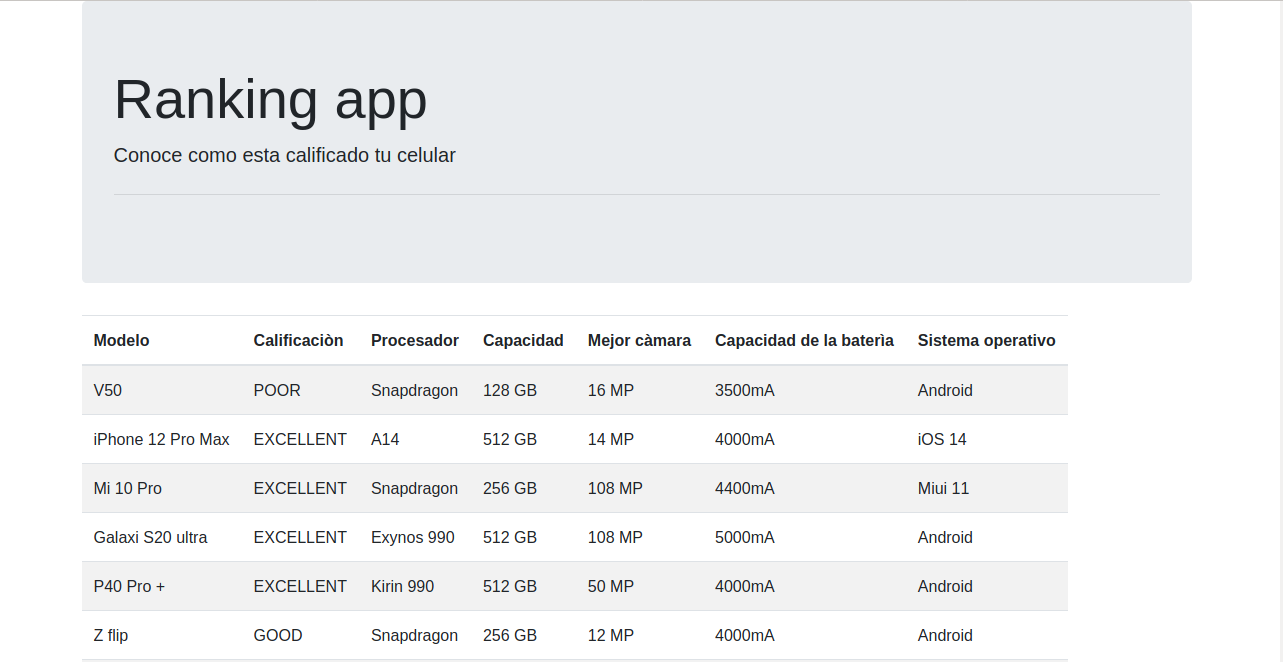 Ranking app
Conoce como esta calificado tu celular
Modelo Calificaciòn Procesador Capacidad Mejor càmara Capacidad de la baterìa Sistema operativo
V50 POOR Snapdragon 128 GB 16 MP 3500mA Android
iPhone 12 Pro Max EXCELLENT A14 512 GB 14 MP 4000mA iOS 14
Mi 10 Pro EXCELLENT Snapdragon 256 GB 108 MP 4400mA Miui 11
Galaxi S20 ultra EXCELLENT Exynos 990 512 GB 108 MP 5000mA Android
P40 Pro + EXCELLENT Kirin 990 512 GB 50 MP 4000mA Android
Z flip GOOD Snapdragon 256 GB 12 MP 4000mA Android